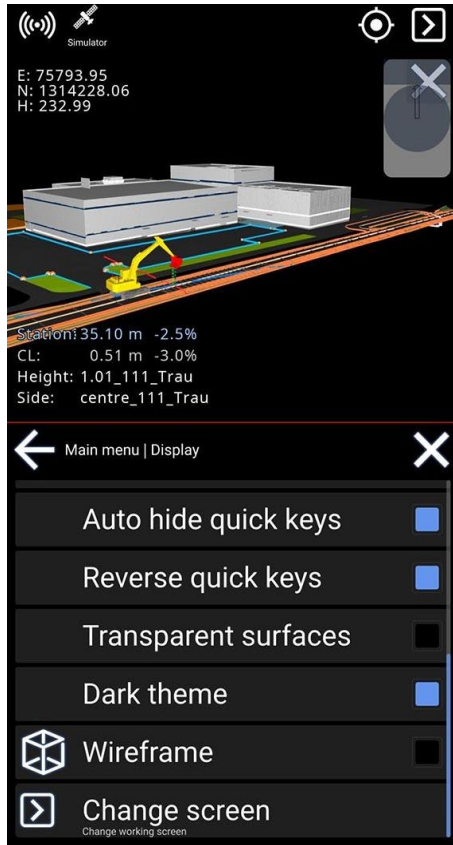 Simulator
E: 75793.95
N: 1314228.06
H: 232.99
Station: 35.10 m -2.5%
CL: 0.51 m -3.0%
Height: 1.01_111_Trau
Side: centre_111_Trau
Main menu | Display
Auto hide quick keys
Reverse quick keys
Transparent surfaces
Dark theme
Wireframe
Change screen
Change working screen